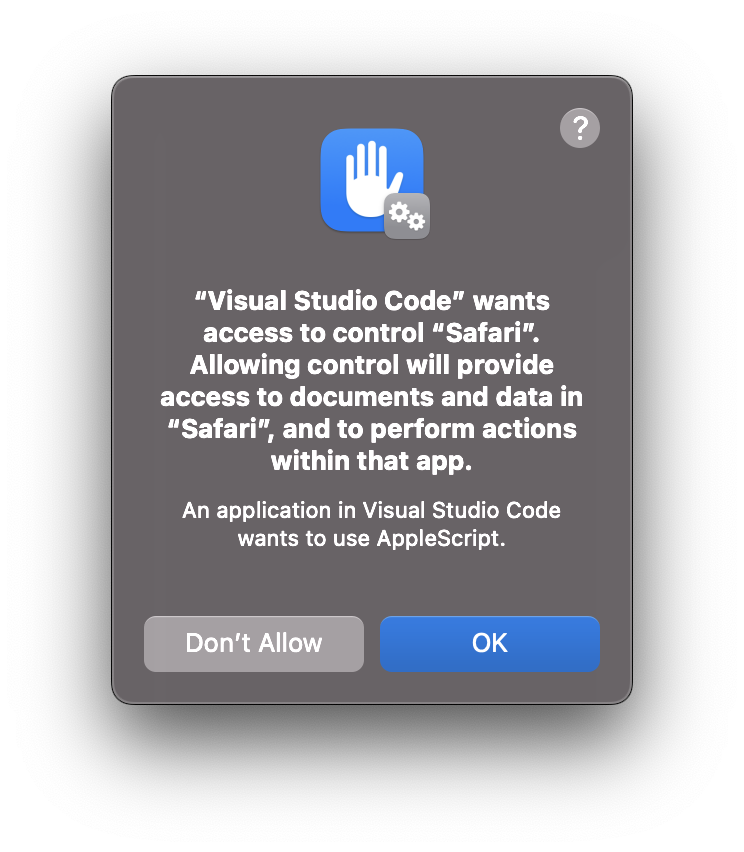 ?
“Visual Studio Code” wants
access to control “Safari”.
Allowing control will provide
access to documents and data in
“Safari”, and to perform actions
within that app.
An application in Visual Studio Code
wants to use AppleScript.
Don’t Allow
OK